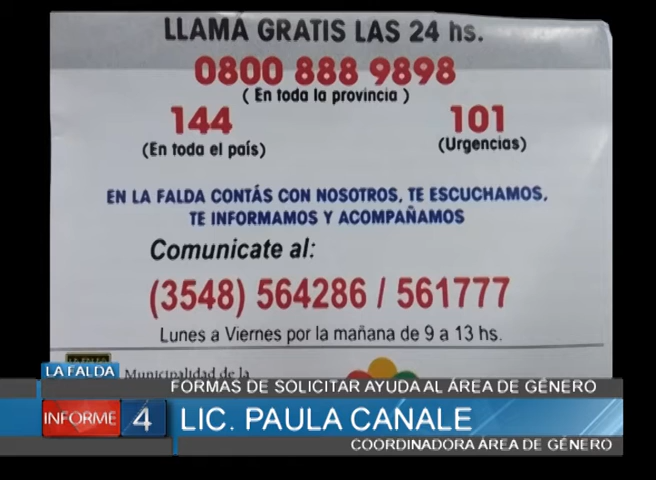 LLAMA GRATIS LAS 24 hs.
0800 888 9898
( En toda la provincia )
144
(En toda el país)
101
(Urgencias)
EN LA FALDA CONTÁS CON NOSOTROS, TE ESCUCHAMOS,
TE INFORMAMOS Y ACOMPAÑAMOS
Comunicate al:
(3548) 564286 / 561777
Lunes a Viernes por la mañana de 9 a 13 hs.
Municipalidad de la
LA FALDA
FORMAS DE SOLICITAR AYUDA AL ÁREA DE GÉNERO
INFORME 4
LIC. PAULA CANALE
COORDINADORA ÁREA DE GÉNERO